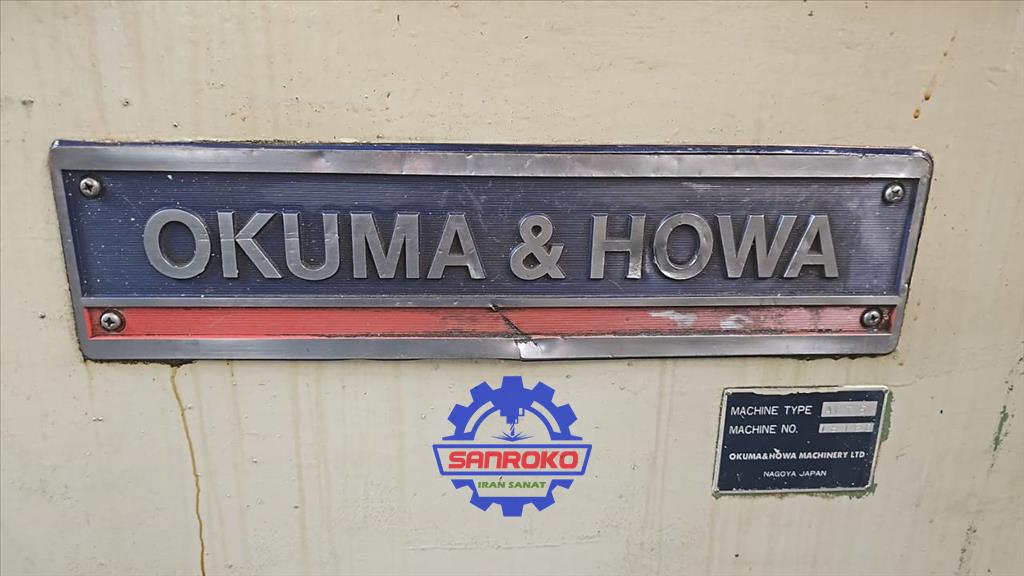 OKUMA & HOWA
SANROKO
IRAN SANAT
MACHINE TYPE
MACHINE NO.
OKUMA&HOWA MACHINERY LTD
NAGOYA JAPAN